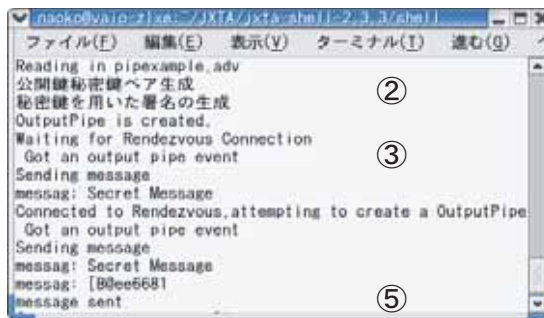 naoko@vaio-z1xe: ~/JXTA/jxta-shell-2.3.3/shell
ファイル(F) 編集(E) 表示(V) ターミナル(T) 進む(G)
Reading in pipexample.adv
公開鍵秘密鍵ペア生成
②
秘密鍵を用いた署名の生成
OutputPipe is created.
Waiting for Rendezvous Connection
③
Got an output pipe event
Sending message
messag: Secret Message
Connected to Rendezvous,attempting to create a OutputPipe
Got an output pipe event
Sending message
messag: Secret Message
messag: [B@ee6681
⑤
message sent